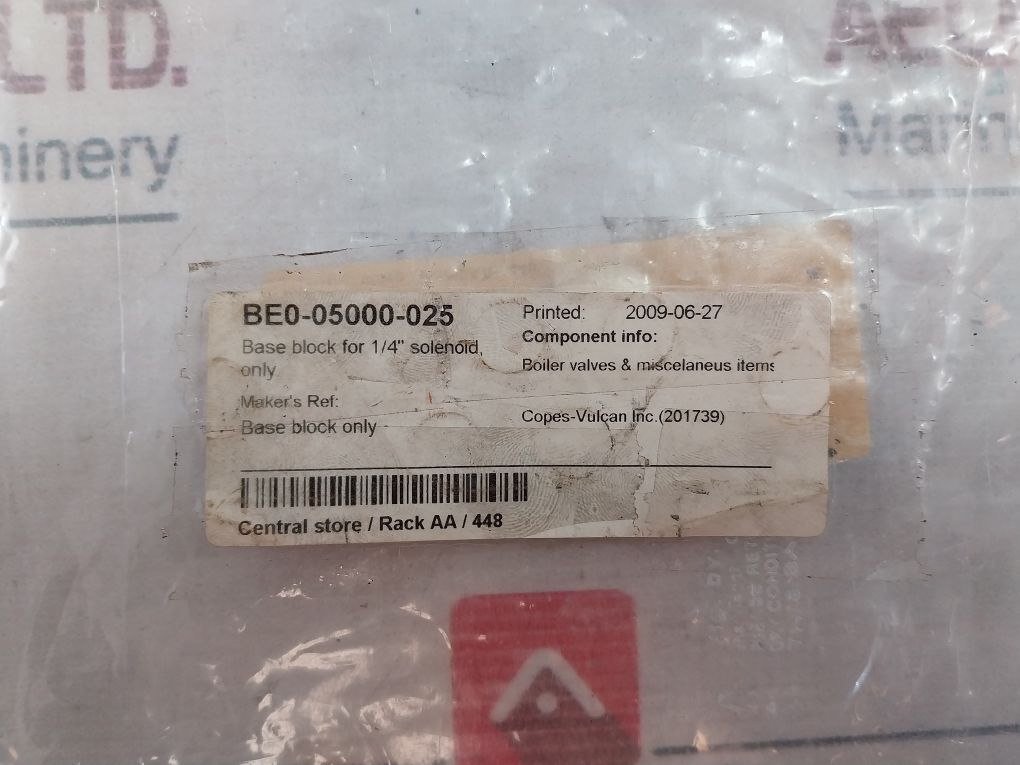 LTD.
Machinery
BE0-05000-025
Base block for 1/4" solenoid,
only
Maker's Ref:
Base block only
Printed: 2009-06-27
Component info:
Boiler valves & miscelaneus items
Copes-Vulcan Inc.(201739)
Central store / Rack AA / 448